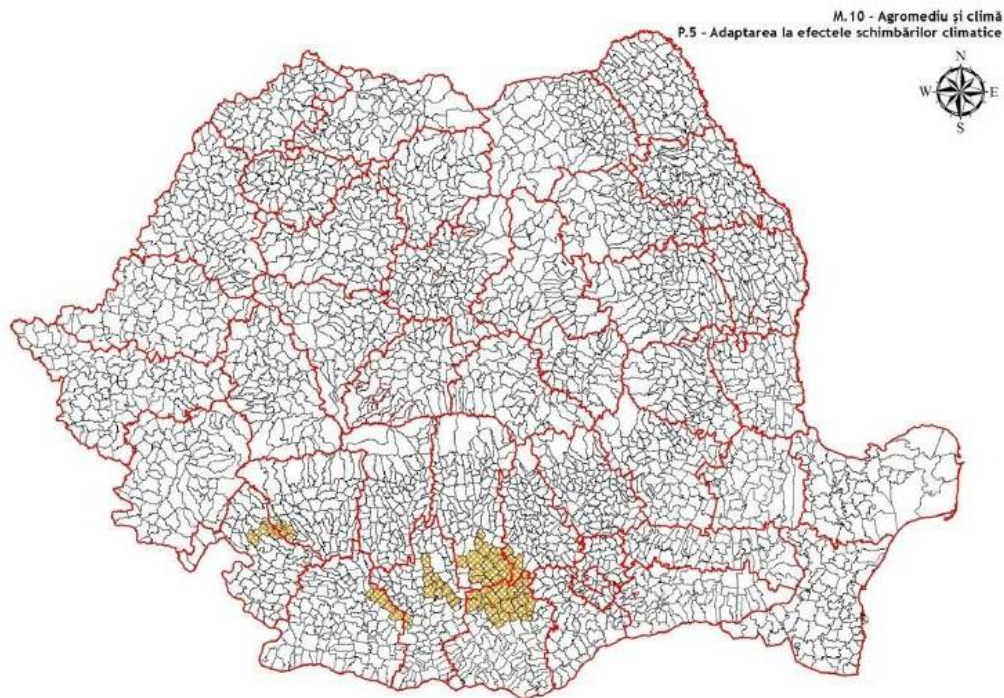 M.10 - Agromediu și climă
P.5 - Adaptarea la efectele schimbărilor climatice
N
W E
S